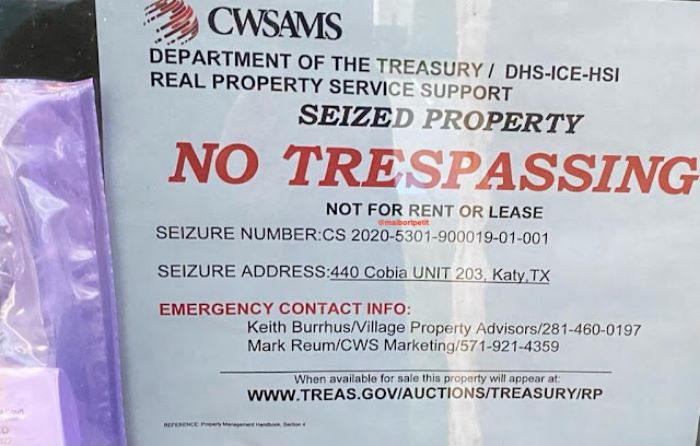 CWSAMS
DEPARTMENT OF THE TREASURY / DHS-ICE-HSI
REAL PROPERTY SERVICE SUPPORT
SEIZED PROPERTY
NO TRESPASSING
NOT FOR RENT OR LEASE
@maibortpetit
SEIZURE NUMBER:CS 2020-5301-900019-01-001
SEIZURE ADDRESS:440 Cobia UNIT 203, Katy,TX
EMERGENCY CONTACT INFO:
Keith Burrhus/Village Property Advisors/281-460-0197
Mark Reum/CWS Marketing/571-921-4359
When available for sale this property will appear at:
WWW.TREAS.GOV/AUCTIONS/TREASURY/RP
REFERENCE: Property Management Handbook, Section 4
Court